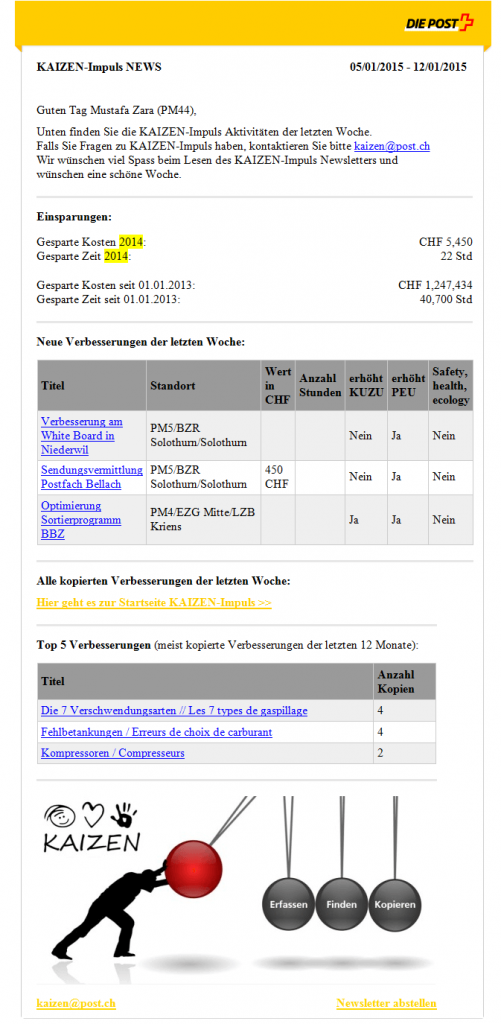 DIE POST
KAIZEN-Impuls NEWS 05/01/2015 - 12/01/2015
Guten Tag Mustafa Zara (PM44),
Unten finden Sie die KAIZEN-Impuls Aktivitäten der letzten Woche.
Falls Sie Fragen zu KAIZEN-Impuls haben, kontaktieren Sie bitte kaizen@post.ch
Wir wünschen viel Spass beim Lesen des KAIZEN-Impuls Newsletters und
wünschen eine schöne Woche.
Einsparungen:
Gesparte Kosten 2014: CHF 5,450
Gesparte Zeit 2014: 22 Std
Gesparte Kosten seit 01.01.2013: CHF 1,247,434
Gesparte Zeit seit 01.01.2013: 40,700 Std
Neue Verbesserungen der letzten Woche:
Titel Standort Wert in CHF Anzahl Stunden erhöht KUZU erhöht PEU Safety, health, ecology
Verbesserung am White Board in Niederwil PM5/BZR Solothurn/Solothurn Nein Ja Nein
Sendungsvermittlung Postfach Bellach PM5/BZR Solothurn/Solothurn 450 CHF Nein Ja Nein
Optimierung Sortierprogramm BBZ PM4/EZG Mitte/LZB Kriens Ja Ja Nein
Alle kopierten Verbesserungen der letzten Woche:
Hier geht es zur Startseite KAIZEN-Impuls >>
Top 5 Verbesserungen (meist kopierte Verbesserungen der letzten 12 Monate):
Titel Anzahl Kopien
Die 7 Verschwendungsarten // Les 7 types de gaspillage 4
Fehlbetankungen / Erreurs de choix de carburant 4
Kompressoren / Compresseurs 2
KAIZEN
Erfassen Finden Kopieren
kaizen@post.ch Newsletter abstellen